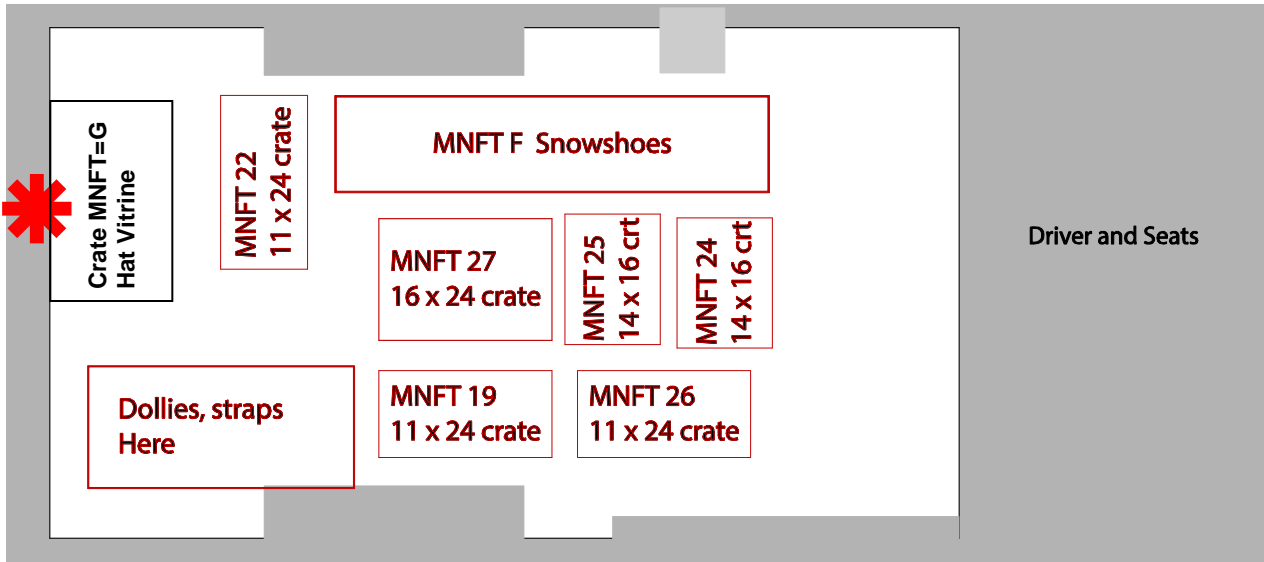 Crate MNFT=G
Hat Vitrine
MNFT 22
11 x 24 crate
MNFT F  Snowshoes
MNFT 27
16 x 24 crate
MNFT 25
14 x 16 crt
MNFT 24
14 x 16 crt
Driver and Seats
Dollies, straps
Here
MNFT 19
11 x 24 crate
MNFT 26
11 x 24 crate